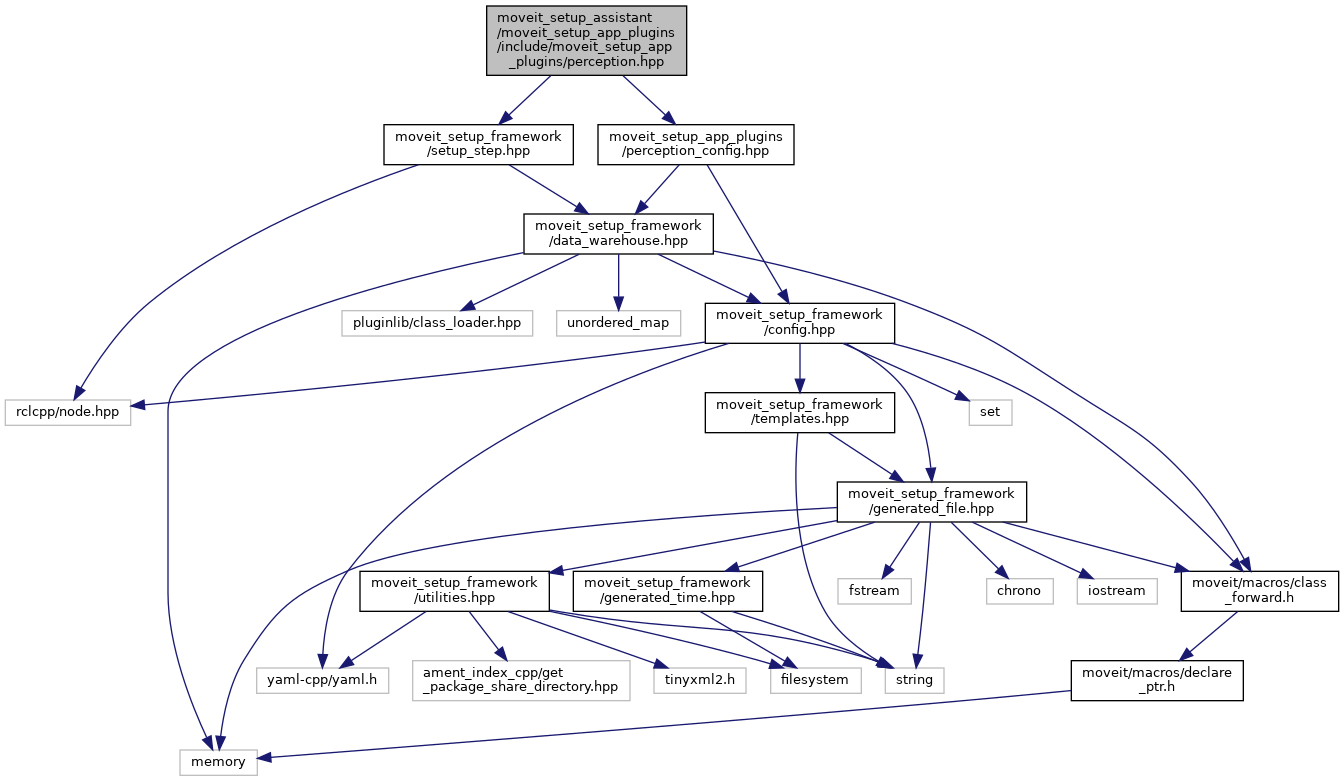 moveit_setup_assistant
/moveit_setup_app_plugins
/include/moveit_setup_app
_plugins/perception.hpp
moveit_setup_framework
/setup_step.hpp
moveit_setup_app_plugins
/perception_config.hpp
moveit_setup_framework
/data_warehouse.hpp
pluginlib/class_loader.hpp
unordered_map
moveit_setup_framework
/config.hpp
rclcpp/node.hpp
moveit_setup_framework
/templates.hpp
set
moveit_setup_framework
/generated_file.hpp
moveit_setup_framework
/utilities.hpp
moveit_setup_framework
/generated_time.hpp
fstream
chrono
iostream
moveit/macros/class
_forward.h
yaml-cpp/yaml.h
ament_index_cpp/get
_package_share_directory.hpp
tinyxml2.h
filesystem
string
moveit/macros/declare
_ptr.h
memory